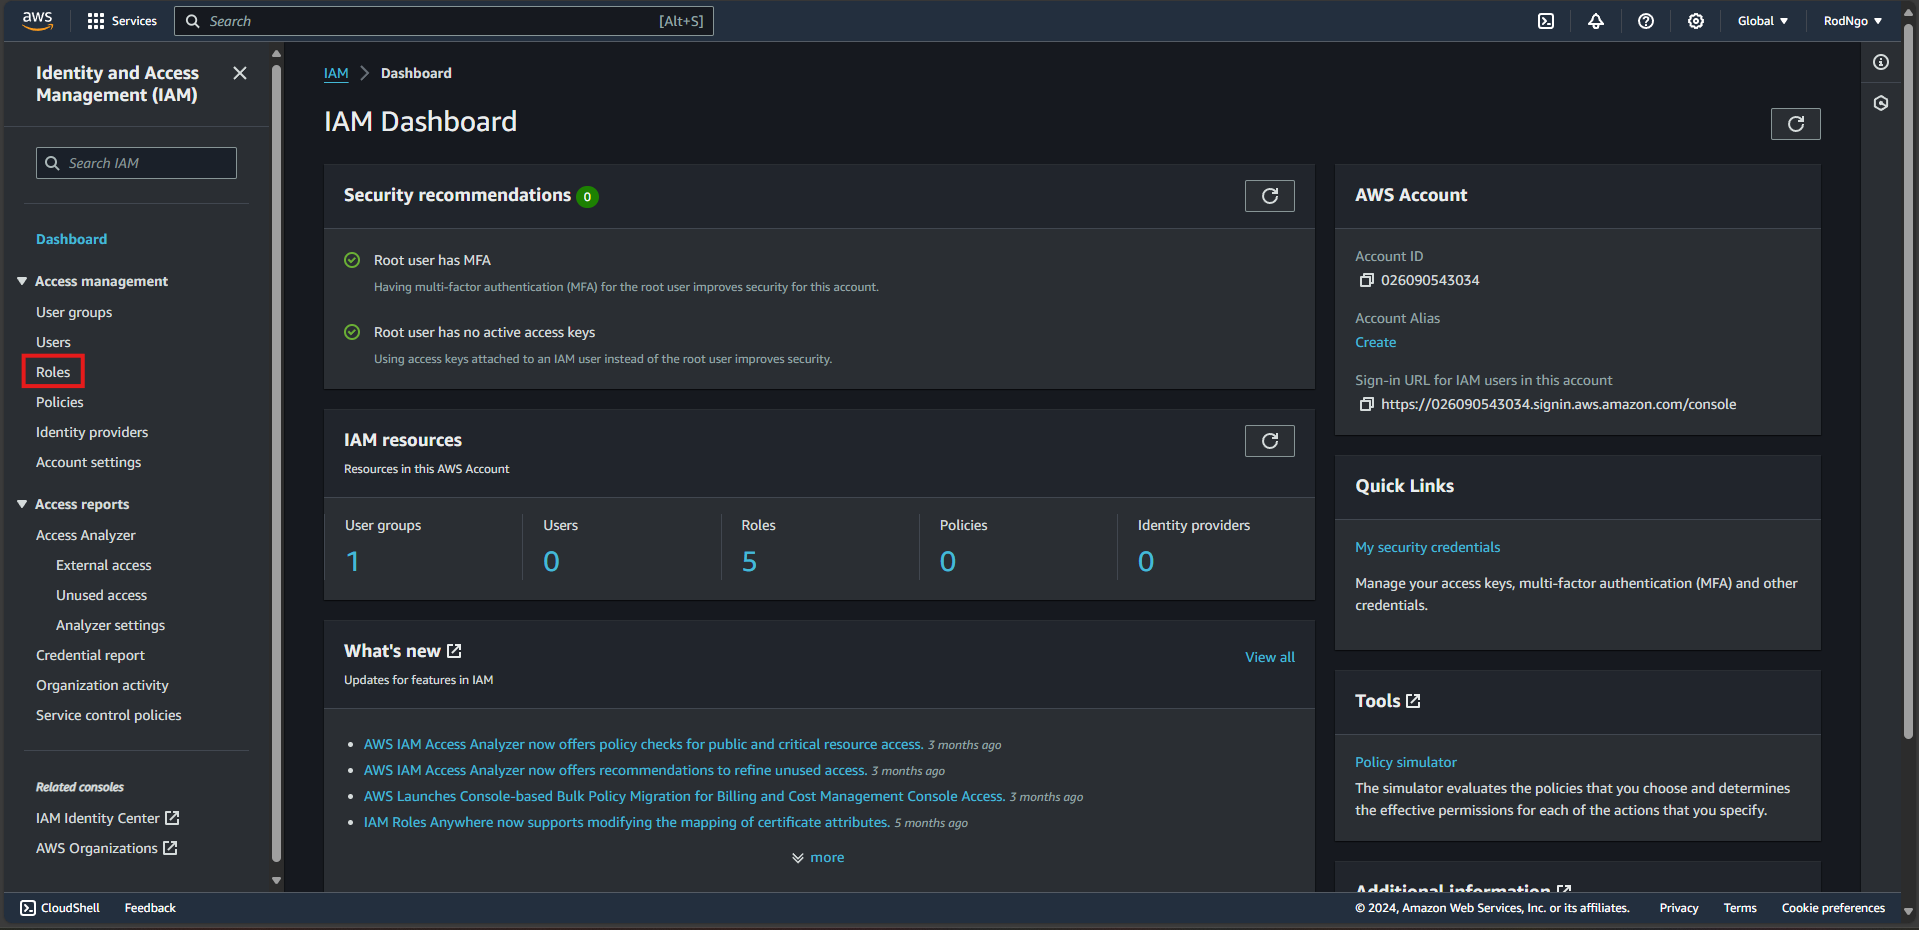 aws
Services
Search
[Alt+S]
Global
RodNgo
Identity and Access
Management (IAM)
Search IAM
Dashboard
Access management
User groups
Users
Roles
Policies
Identity providers
Account settings
Access reports
Access Analyzer
External access
Unused access
Analyzer settings
Credential report
Organization activity
Service control policies
Related consoles
IAM Identity Center
AWS Organizations
IAM
Dashboard
IAM Dashboard
Security recommendations 0
Root user has MFA
Having multi-factor authentication (MFA) for the root user improves security for this account.
Root user has no active access keys
Using access keys attached to an IAM user instead of the root user improves security.
IAM resources
Resources in this AWS Account
User groups
1
Users
0
Roles
5
Policies
0
Identity providers
0
What's new
View all
Updates for features in IAM
AWS IAM Access Analyzer now offers policy checks for public and critical resource access. 3 months ago
AWS IAM Access Analyzer now offers recommendations to refine unused access. 3 months ago
AWS Launches Console-based Bulk Policy Migration for Billing and Cost Management Console Access. 3 months ago
IAM Roles Anywhere now supports modifying the mapping of certificate attributes. 5 months ago
more
AWS Account
Account ID
026090543034
Account Alias
Create
Sign-in URL for IAM users in this account
https://026090543034.signin.aws.amazon.com/console
Quick Links
My security credentials
Manage your access keys, multi-factor authentication (MFA) and other
credentials.
Tools
Policy simulator
The simulator evaluates the policies that you choose and determines
the effective permissions for each of the actions that you specify.
Additional information
CloudShell
Feedback
© 2024, Amazon Web Services, Inc. or its affiliates.
Privacy
Terms
Cookie preferences